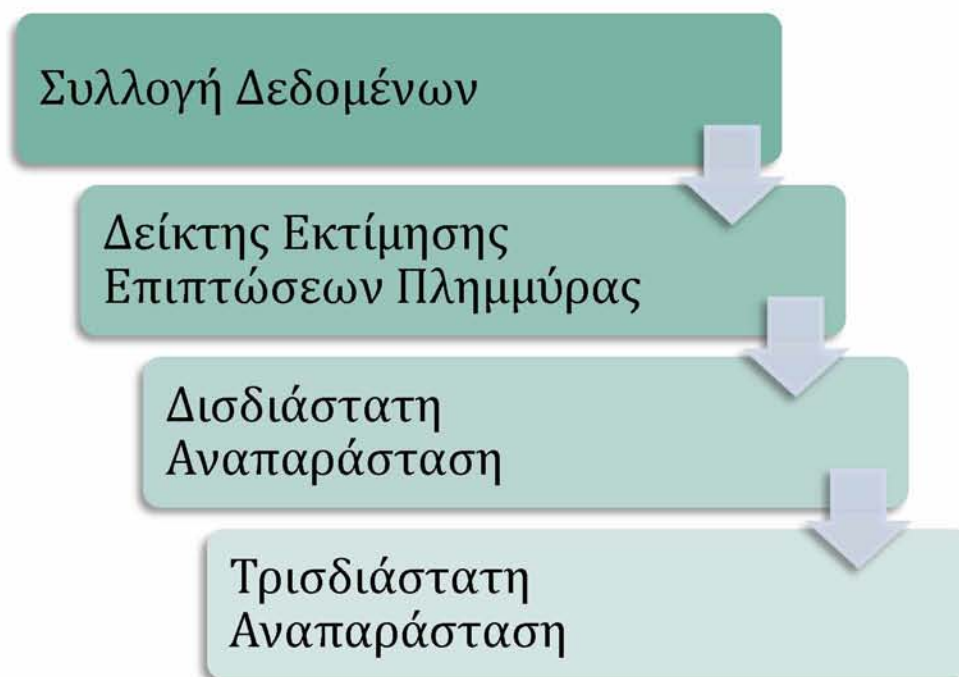 Συλλογή Δεδομένων
Δείκτης Εκτίμησης
Επιπτώσεων Πλημμύρας
Δισδιάστατη
Αναπαράσταση
Τρισδιάστατη
Αναπαράσταση